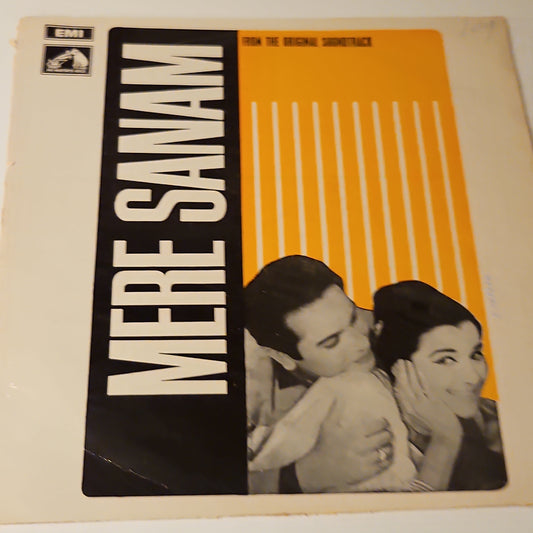 EMI
FROM THE ORIGINAL SOUNDTRACK
MERE SANAM